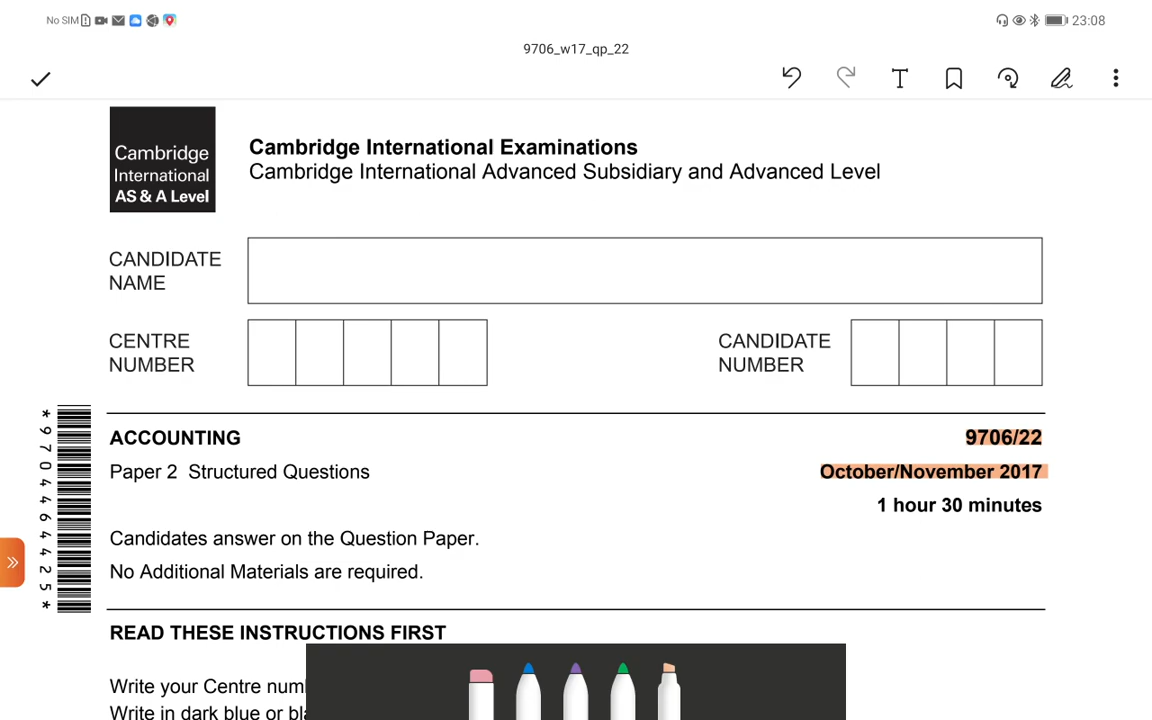 No SIM 23:08
9706_w17_qp_22
T
Cambridge
International
AS & A Level
Cambridge International Examinations
Cambridge International Advanced Subsidiary and Advanced Level
CANDIDATE
NAME
CENTRE
NUMBER
CANDIDATE
NUMBER
*9704464425*
ACCOUNTING 9706/22
Paper 2 Structured Questions October/November 2017
1 hour 30 minutes
Candidates answer on the Question Paper.
No Additional Materials are required.
READ THESE INSTRUCTIONS FIRST
Write your Centre
Write in dark blue or